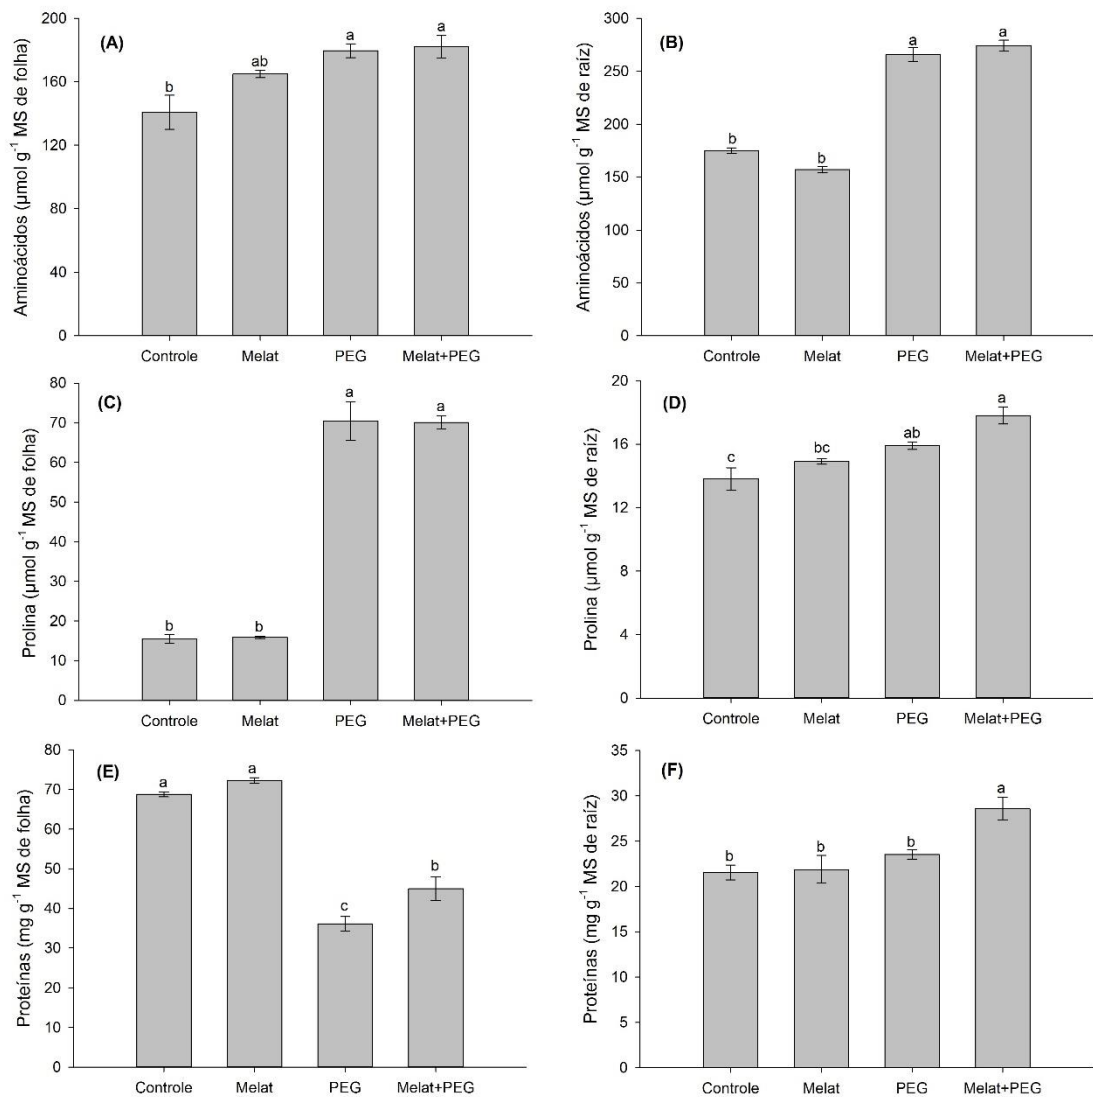 (A)
Aminoácidos (µmol g⁻¹ MS de folha)
200
160
120
80
40
0
b
ab
a
a
Controle Melat PEG Melat+PEG
(B)
Aminoácidos (µmol g⁻¹ MS de raíz)
300
250
200
150
100
50
0
b
b
a
a
Controle Melat PEG Melat+PEG
(C)
Prolina (µmol g⁻¹ MS de folha)
80
70
60
50
40
30
20
10
0
b
b
a
a
Controle Melat PEG Melat+PEG
(D)
Prolina (µmol g⁻¹ MS de raíz)
20
16
12
8
4
0
c
bc
ab
a
Controle Melat PEG Melat+PEG
(E)
Proteínas (mg g⁻¹ MS de folha)
80
70
60
50
40
30
20
10
0
a
a
c
b
Controle Melat PEG Melat+PEG
(F)
Proteínas (mg g⁻¹ MS de raíz)
35
30
25
20
15
10
5
0
b
b
b
a
Controle Melat PEG Melat+PEG